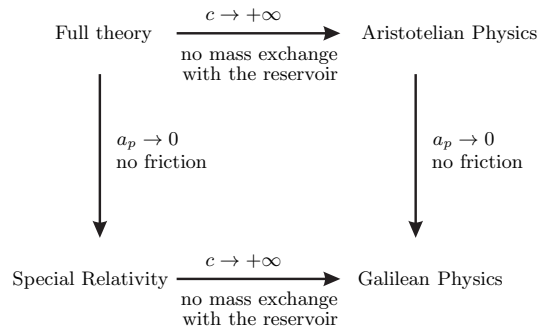 c → +∞
Full theory
Aristotelian Physics
no mass exchange
with the reservoir
a_p → 0
no friction
a_p → 0
no friction
c → +∞
Special Relativity
Galilean Physics
no mass exchange
with the reservoir